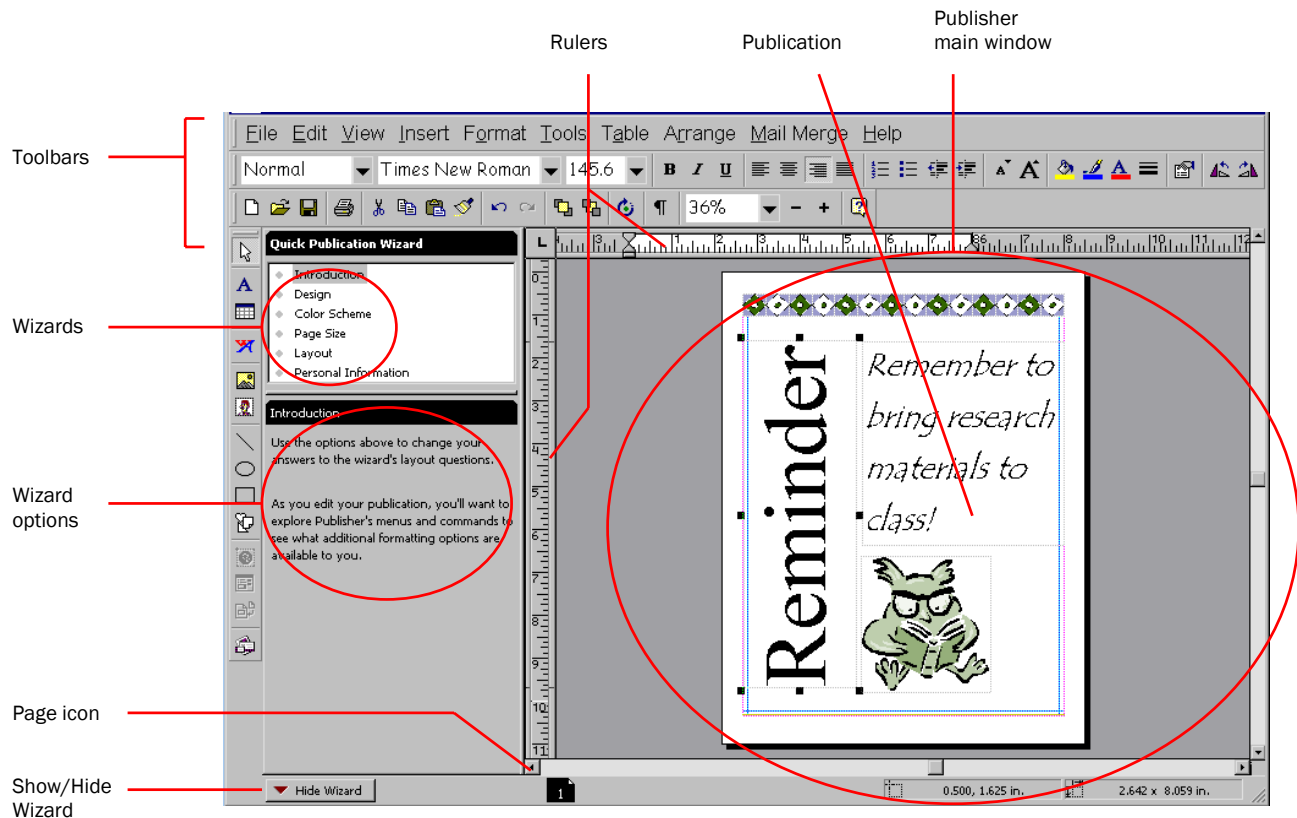 Publisher
main window
Rulers
Publication
Toolbars
File Edit View Insert Format Tools Table Arrange Mail Merge Help
Normal Times New Roman 145.6 B I U
36%
Quick Publication Wizard
Introduction
Design
Color Scheme
Page Size
Layout
Personal Information
Wizards
Introduction
Use the options above to change your
answers to the wizard's layout questions.
As you edit your publication, you'll want to
explore Publisher's menus and commands to
see what additional formatting options are
available to you.
Wizard
options
Reminder
Remember to
bring research
materials to
class!
Page icon
Show/Hide
Wizard
Hide Wizard
1
0.500, 1.625 in.
2.642 x 8.059 in.